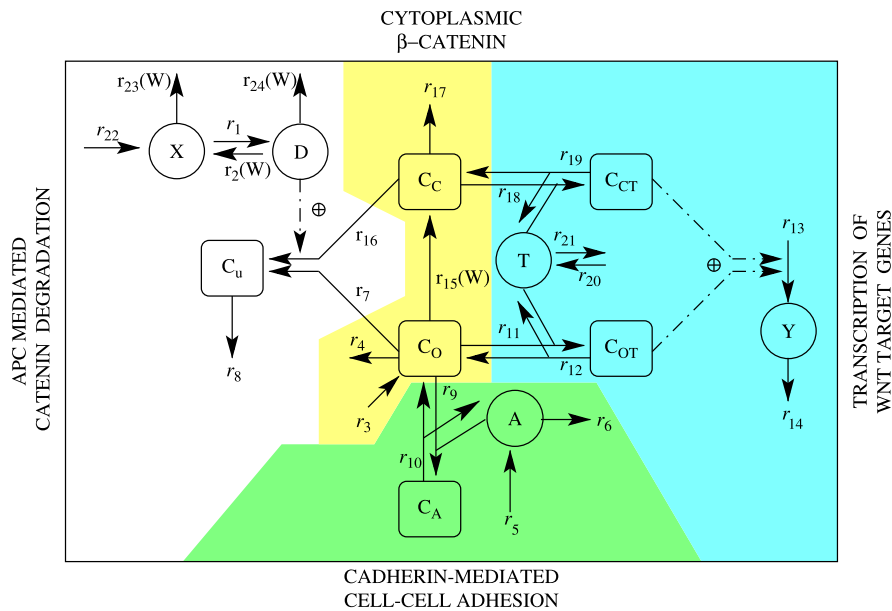 CYTOPLASMIC
β–CATENIN
r23(W)
r24(W)
r17
r22
r1
X
D
r2(W)
CC
r19
r18
CCT
⊕
r16
r13
T
r21
r20
⊕
Cu
r15(W)
r7
r11
Y
r4
CO
r12
COT
r8
r9
r3
A
r6
r14
r10
CA
r5
APC MEDIATED
CATENIN DEGRADATION
TRANSCRIPTION OF
WNT TARGET GENES
CADHERIN-MEDIATED
CELL-CELL ADHESION